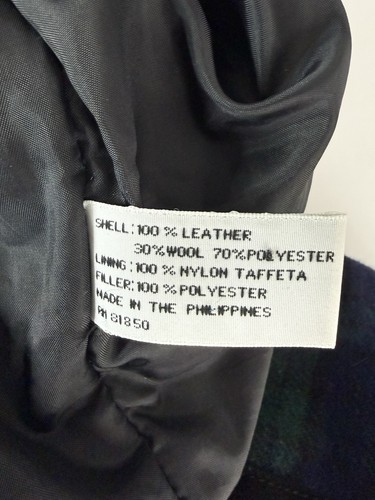 SHELL: 100 % LEATHER
30% WOOL 70% POLYESTER
LINING: 100 % NYLON TAFFETA
FILLER: 100 % POLYESTER
MADE IN THE PHILIPPINES
RN 81850